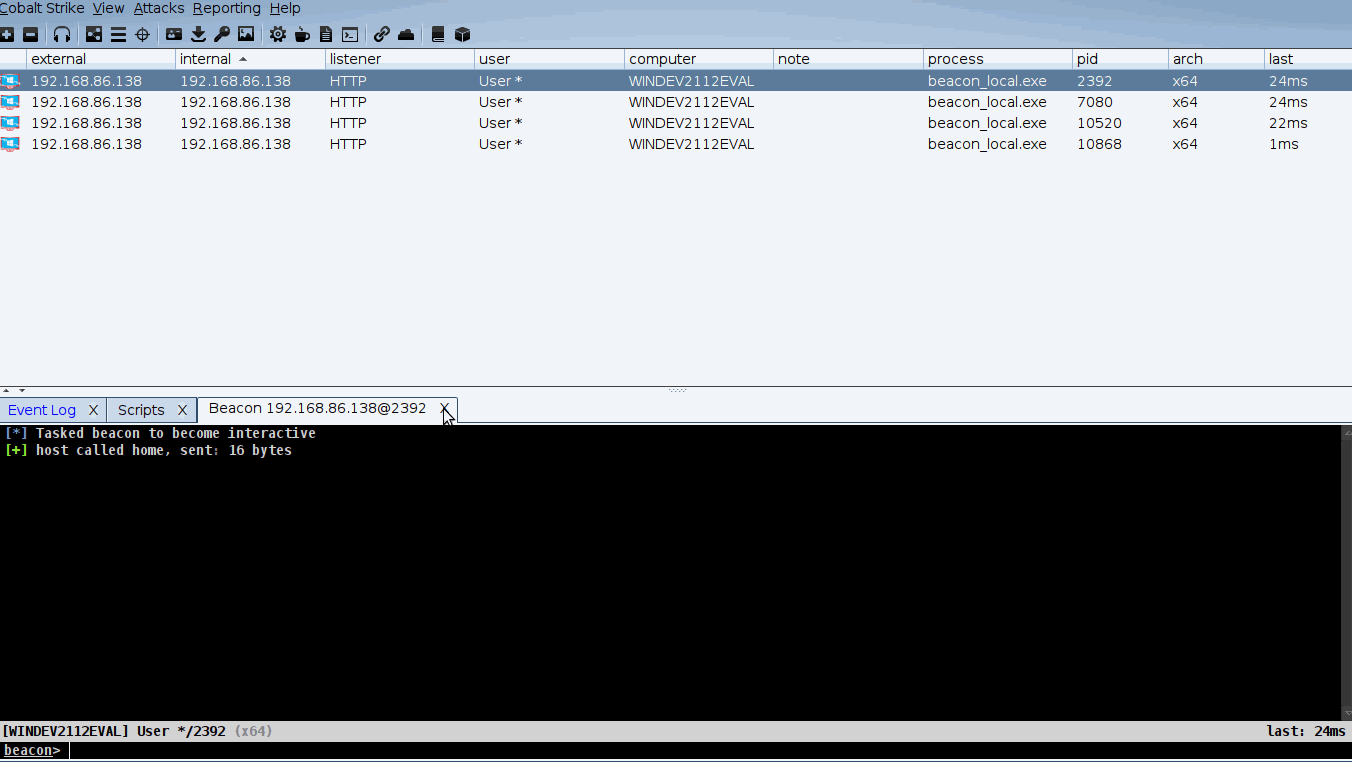 Cobalt Strike View Attacks Reporting Help
external internal listener user computer note process pid arch last
192.168.86.138 192.168.86.138 HTTP User * WINDEV2112EVAL beacon_local.exe 2392 x64 24ms
192.168.86.138 192.168.86.138 HTTP User * WINDEV2112EVAL beacon_local.exe 7080 x64 24ms
192.168.86.138 192.168.86.138 HTTP User * WINDEV2112EVAL beacon_local.exe 10520 x64 22ms
192.168.86.138 192.168.86.138 HTTP User * WINDEV2112EVAL beacon_local.exe 10868 x64 1ms
Event Log X Scripts X Beacon 192.168.86.138@2392 X
[*] Tasked beacon to become interactive
[+] host called home, sent: 16 bytes
[WINDEV2112EVAL] User */2392 (x64) last: 24ms
beacon>